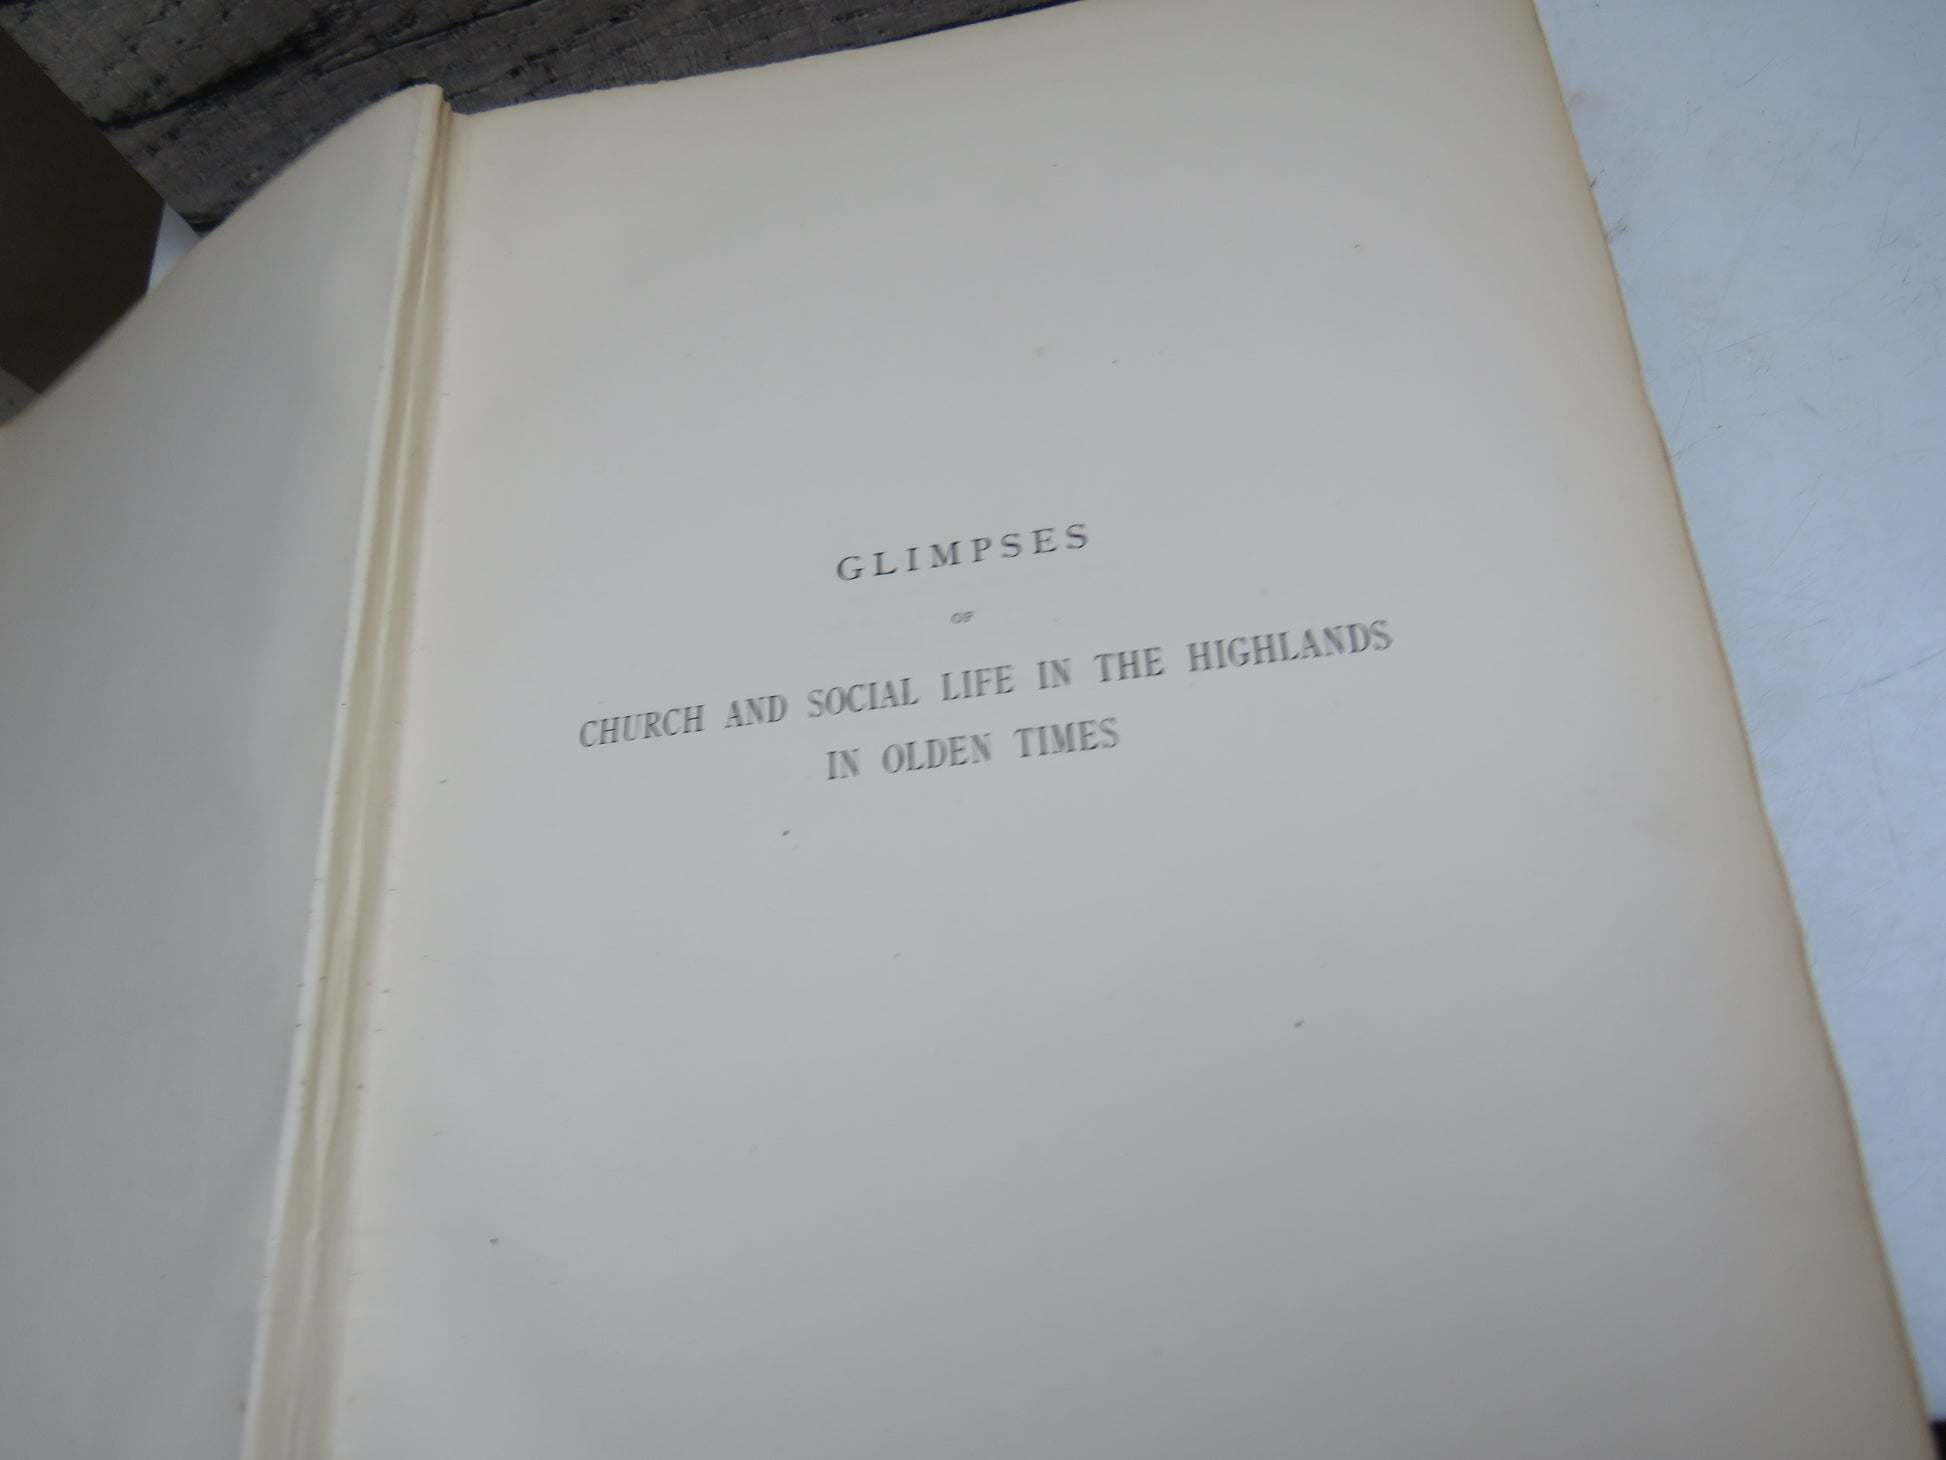 GLIMPSES
OF
CHURCH AND SOCIAL LIFE IN THE HIGHLANDS
IN OLDEN TIMES